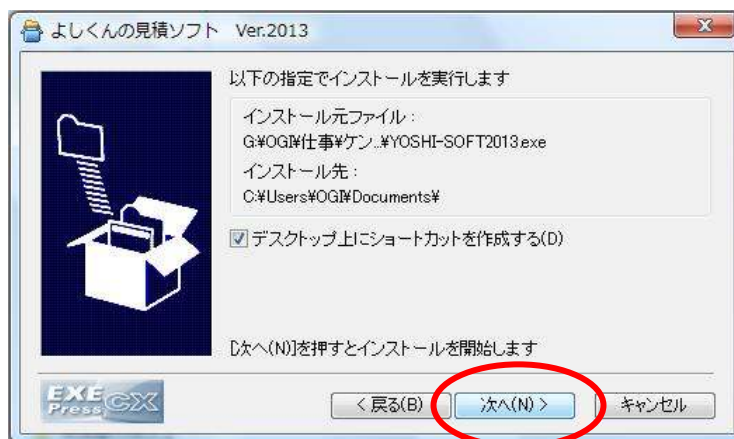 よしくんの見積ソフト Ver.2013
以下の指定でインストールを実行します
インストール元ファイル：
G:¥OGI¥仕事¥ケン..¥YOSHI-SOFT2013.exe
インストール先：
C:¥Users¥OGI¥Documents¥
デスクトップ上にショートカットを作成する(D)
[次へ(N)]を押すとインストールを開始します
EXE Press CX
< 戻る(B)
次へ(N) >
キャンセル